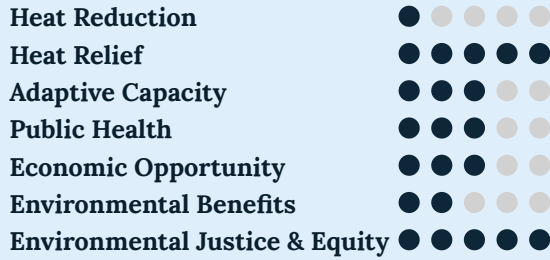 Heat Reduction
Heat Relief
Adaptive Capacity
Public Health
Economic Opportunity
Environmental Benefits
Environmental Justice & Equity